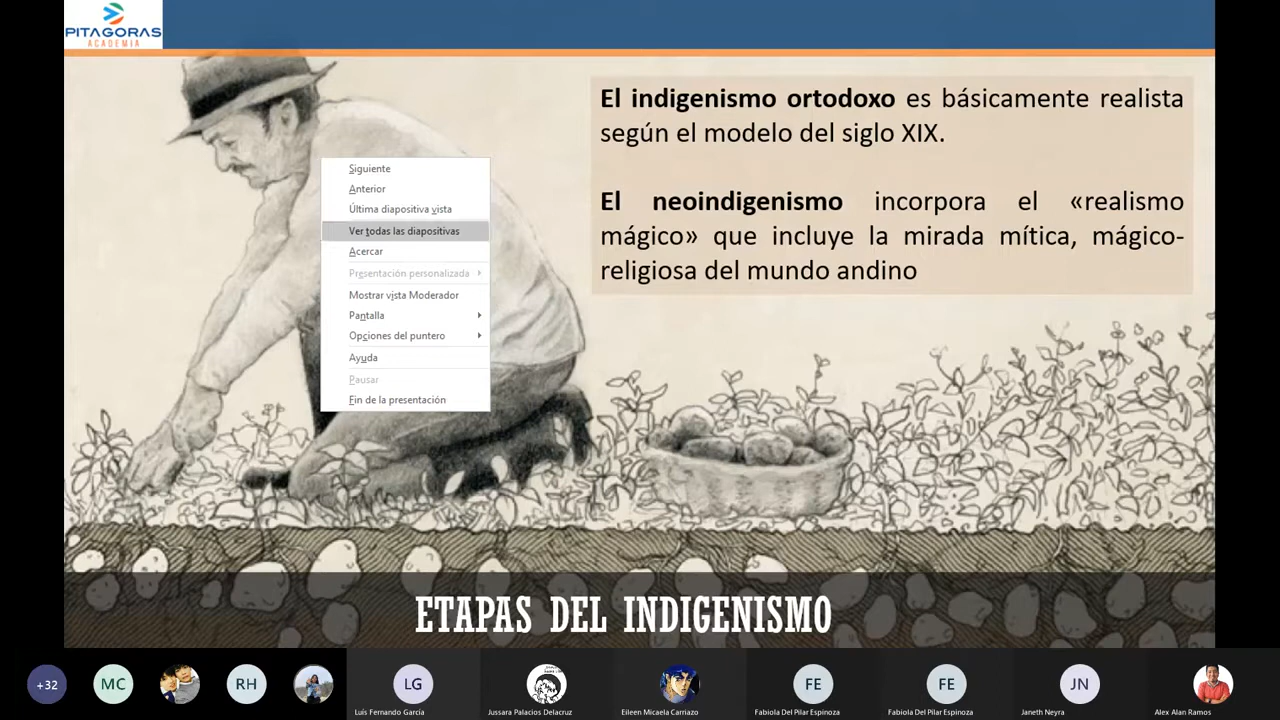 PITAGORAS
ACADEMIA
El indigenismo ortodoxo es básicamente realista
según el modelo del siglo XIX.
El neoindigenismo incorpora el «realismo
mágico» que incluye la mirada mítica, mágico-
religiosa del mundo andino
Siguiente
Anterior
Última diapositiva vista
Ver todas las diapositivas
Acercar
Presentación personalizada
Mostrar vista Moderador
Pantalla
Opciones del puntero
Ayuda
Pausar
Fin de la presentación
ETAPAS DEL INDIGENISMO
+32
MC
RH
LG
FE
FE
JN
Luis Fernando García
Jussara Palacios Delacruz
Eileen Micaela Carriazo
Fabiola Del Pilar Espinoza
Fabiola Del Pilar Espinoza
Janeth Neyra
Alex Alan Ramos